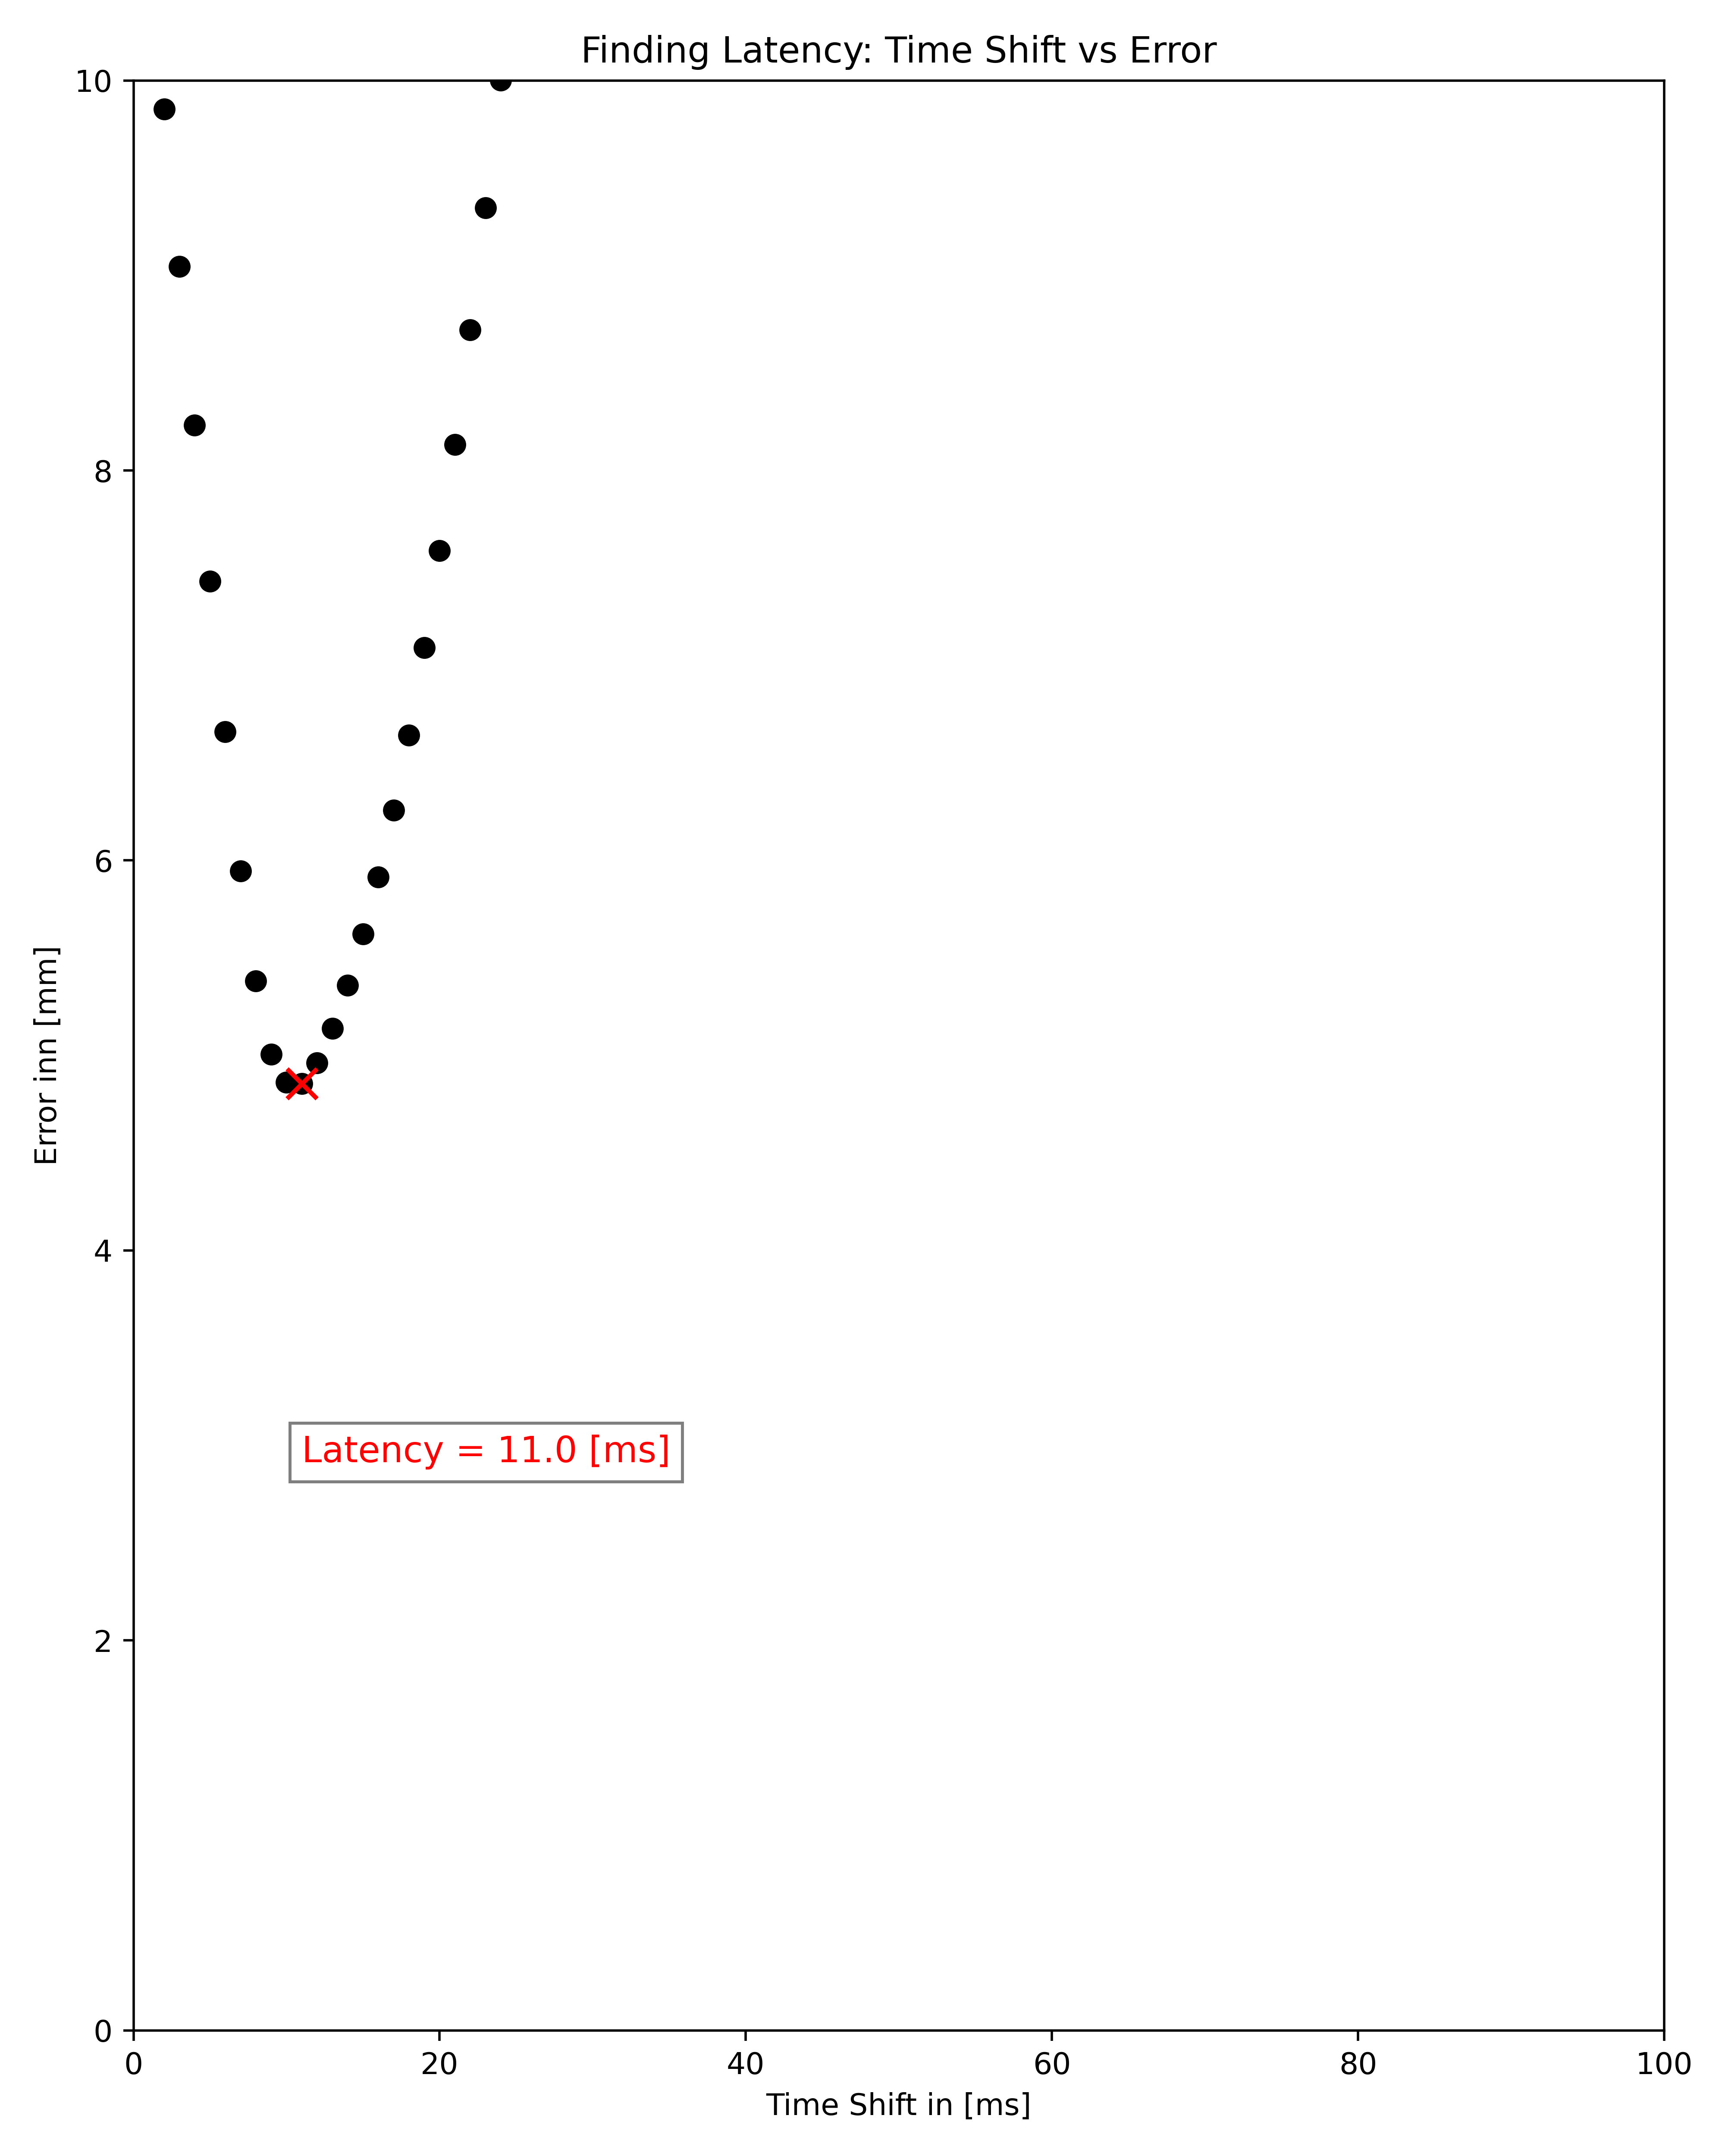 Finding Latency: Time Shift vs Error
10
8
6
4
2
0
Error inn [mm]
Latency = 11.0 [ms]
0 20 40 60 80 100
Time Shift in [ms]